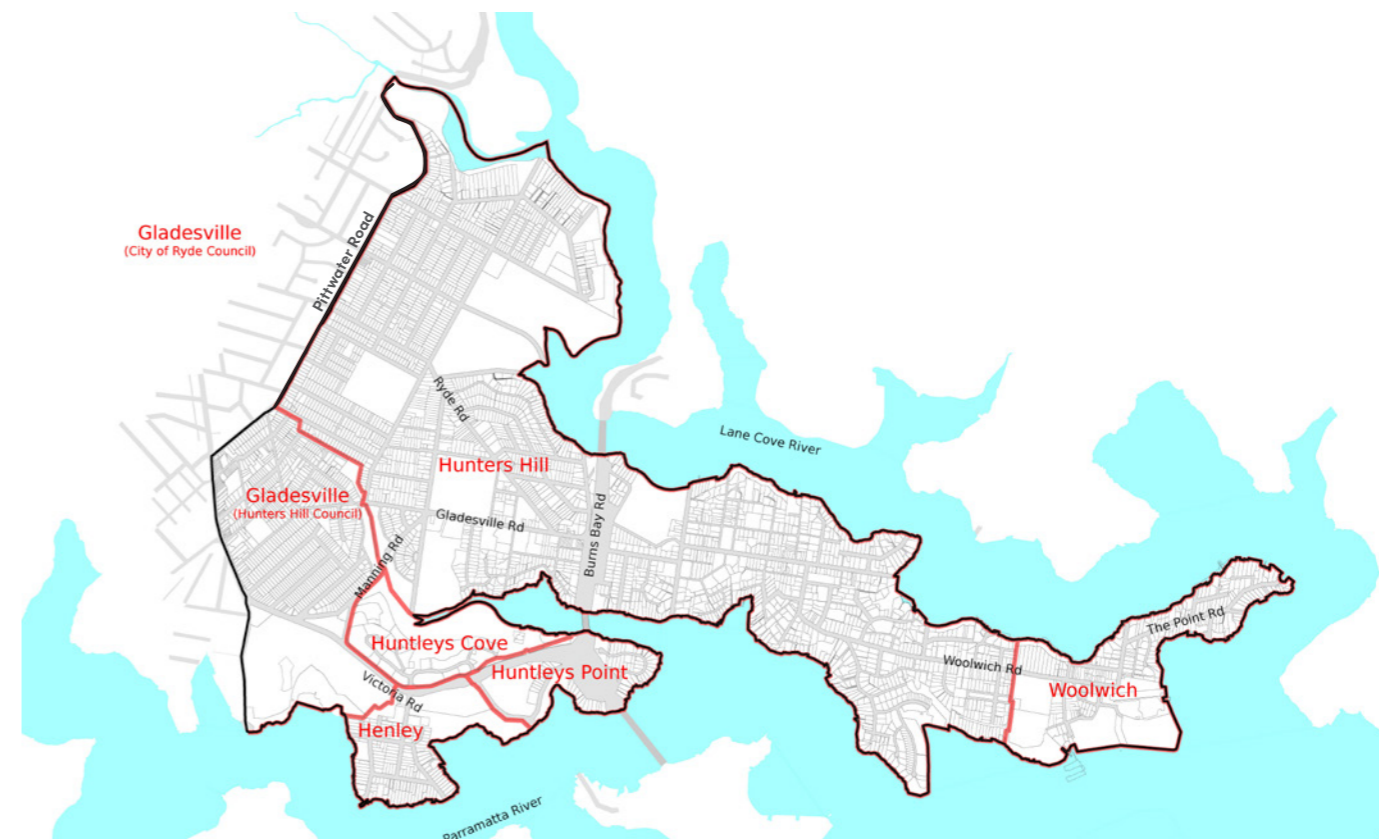 Gladesville
(City of Ryde Council)
Pittwater Road
Ryde Rd
Lane Cove River
Hunters Hill
Gladesville
(Hunters Hill Council)
Gladesville Rd
Burns Bay Rd
Manning Rd
The Point Rd
Huntleys Cove
Woolwich Rd
Huntleys Point
Woolwich
Victoria Rd
Henley
Parramatta River